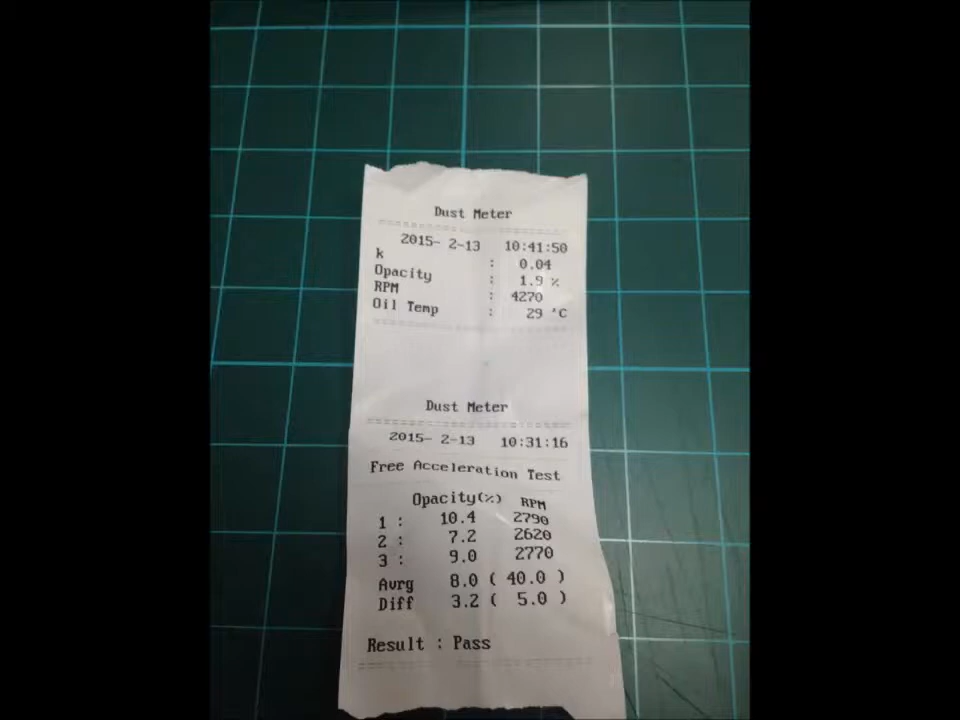 Dust Meter
2015- 2-13 10:41:50
k : 0.04
Opacity : 1.9 %
RPM : 4270
Oil Temp : 29 °C
Dust Meter
2015- 2-13 10:31:16
Free Acceleration Test
Opacity(%) RPM
1 : 10.4 2790
2 : 7.2 2620
3 : 9.0 2770
Avrg 8.0 ( 40.0 )
Diff 3.2 ( 5.0 )
Result : Pass